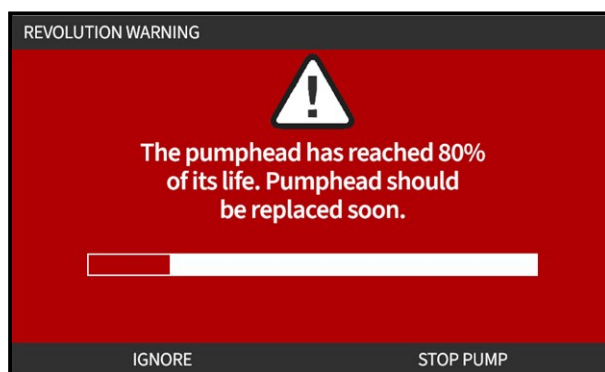 REVOLUTION WARNING
!
The pumphead has reached 80%
of its life. Pumphead should
be replaced soon.
IGNORE
STOP PUMP